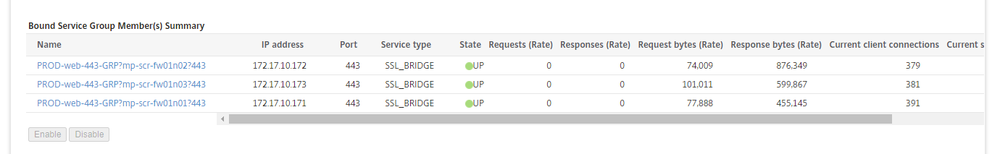 Bound Service Group Member(s) Summary
Name IP address Port Service type State Requests (Rate) Responses (Rate) Request bytes (Rate) Response bytes (Rate) Current client connections Current s
PROD-web-443-GRP?mp-scr-fw01n02?443 172.17.10.172 443 SSL_BRIDGE UP 0 0 74,009 876,349 379
PROD-web-443-GRP?mp-scr-fw01n03?443 172.17.10.173 443 SSL_BRIDGE UP 0 0 101,011 599,867 381
PROD-web-443-GRP?mp-scr-fw01n01?443 172.17.10.171 443 SSL_BRIDGE UP 0 0 77,888 455,145 391
Enable Disable